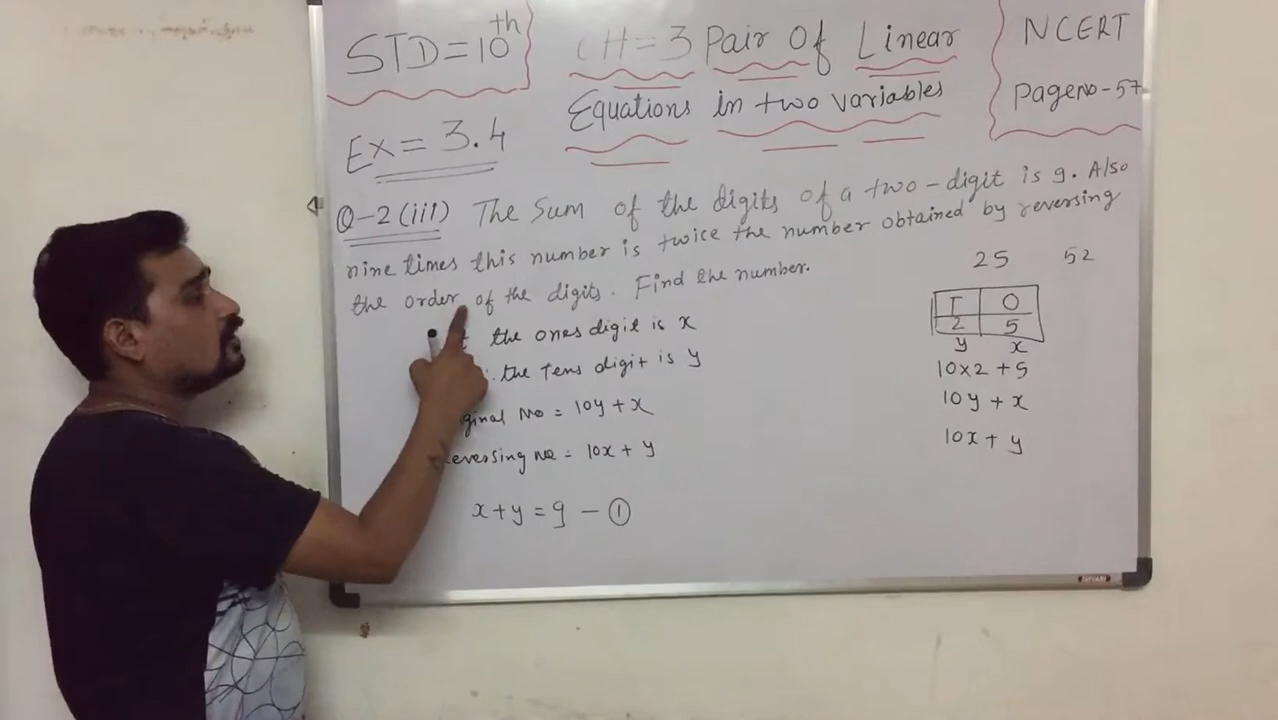 STD = 10th
CH = 3 Pair Of Linear
Equations in two variables
NCERT
Page no - 57
Ex = 3.4
Q-2(iii) The Sum of the digits of a two-digit is 9. Also
nine times this number is twice the number obtained by reversing
the order of the digits. Find the number.
the ones digit is x
the Tens digit is y
ginal No = 10y + x
eversing no = 10x + y
x + y = 9 - ①
25 52
T O
2 5
y x
10x2 + 5
10y + x
10x + y